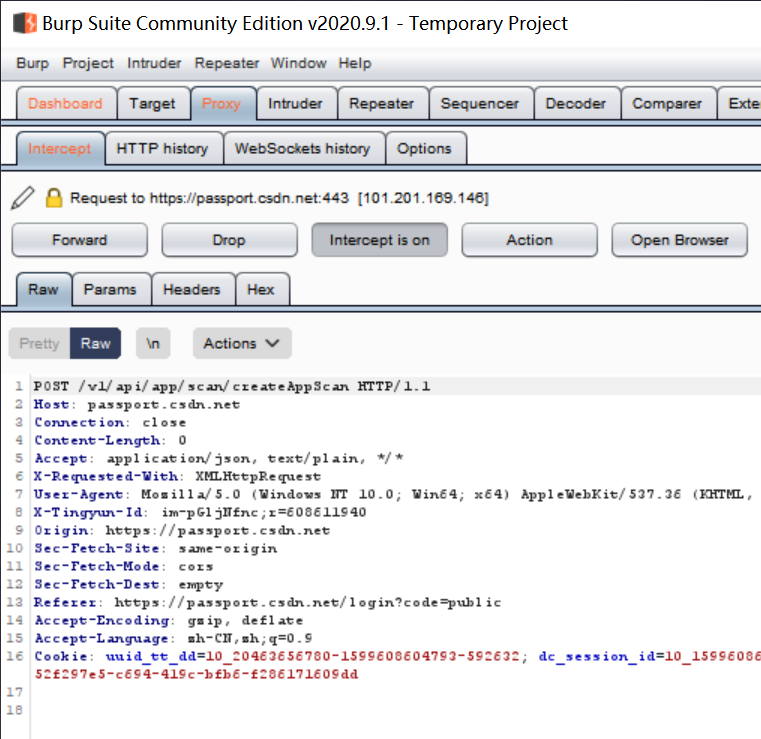 Burp Suite Community Edition v2020.9.1 - Temporary Project
Burp Project Intruder Repeater Window Help
Dashboard Target Proxy Intruder Repeater Sequencer Decoder Comparer Exte
Intercept HTTP history WebSockets history Options
Request to https://passport.csdn.net:443 [101.201.169.146]
Forward Drop Intercept is on Action Open Browser
Raw Params Headers Hex
Pretty Raw \n Actions
1 POST /v1/api/app/scan/createAppScan HTTP/1.1
2 Host: passport.csdn.net
3 Connection: close
4 Content-Length: 0
5 Accept: application/json, text/plain, */*
6 X-Requested-With: XMLHttpRequest
7 User-Agent: Mozilla/5.0 (Windows NT 10.0; Win64; x64) AppleWebKit/537.36 (KHTML,
8 X-Tingyun-Id: im-pGljNfnc;r=608611940
9 Origin: https://passport.csdn.net
10 Sec-Fetch-Site: same-origin
11 Sec-Fetch-Mode: cors
12 Sec-Fetch-Dest: empty
13 Referer: https://passport.csdn.net/login?code=public
14 Accept-Encoding: gzip, deflate
15 Accept-Language: zh-CN,zh;q=0.9
16 Cookie: uuid_tt_dd=10_20463656780-1599608604793-592632; dc_session_id=10_1599608
52f297e5-c694-419c-bfb6-f286171609dd
17
18